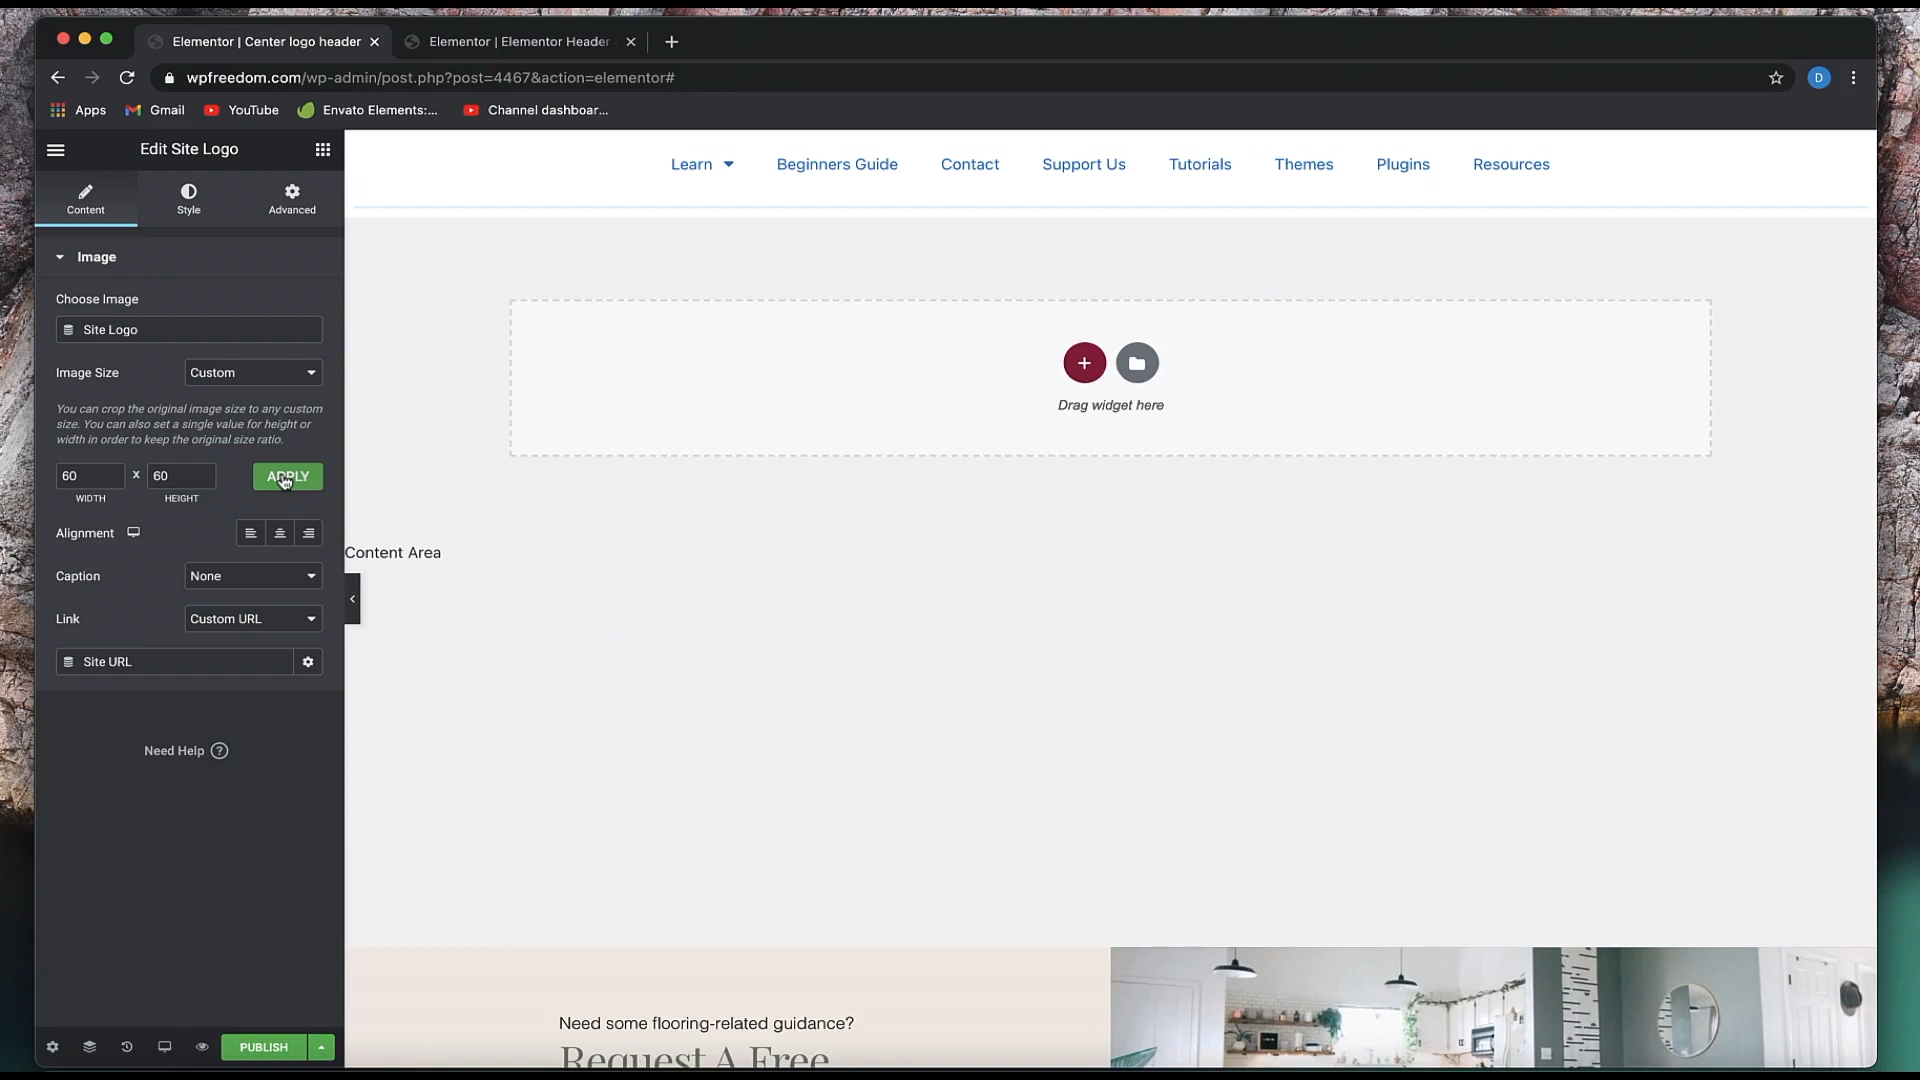 Elementor | Center logo header
Elementor | Elementor Header
wpfreedom.com/wp-admin/post.php?post=4467&action=elementor#
D
Apps
Gmail
YouTube
Envato Elements:...
Channel dashboar...
Edit Site Logo
Content
Style
Advanced
Learn
Beginners Guide
Contact
Support Us
Tutorials
Themes
Plugins
Resources
Image
Choose Image
Site Logo
Image Size
Custom
You can crop the original image size to any custom
size. You can also set a single value for height or
width in order to keep the original size ratio.
60 x 60
APPLY
WIDTH
HEIGHT
Alignment
Caption
None
Link
Custom URL
Site URL
Need Help
PUBLISH
Drag widget here
Content Area
Need some flooring-related guidance?
Request A Free